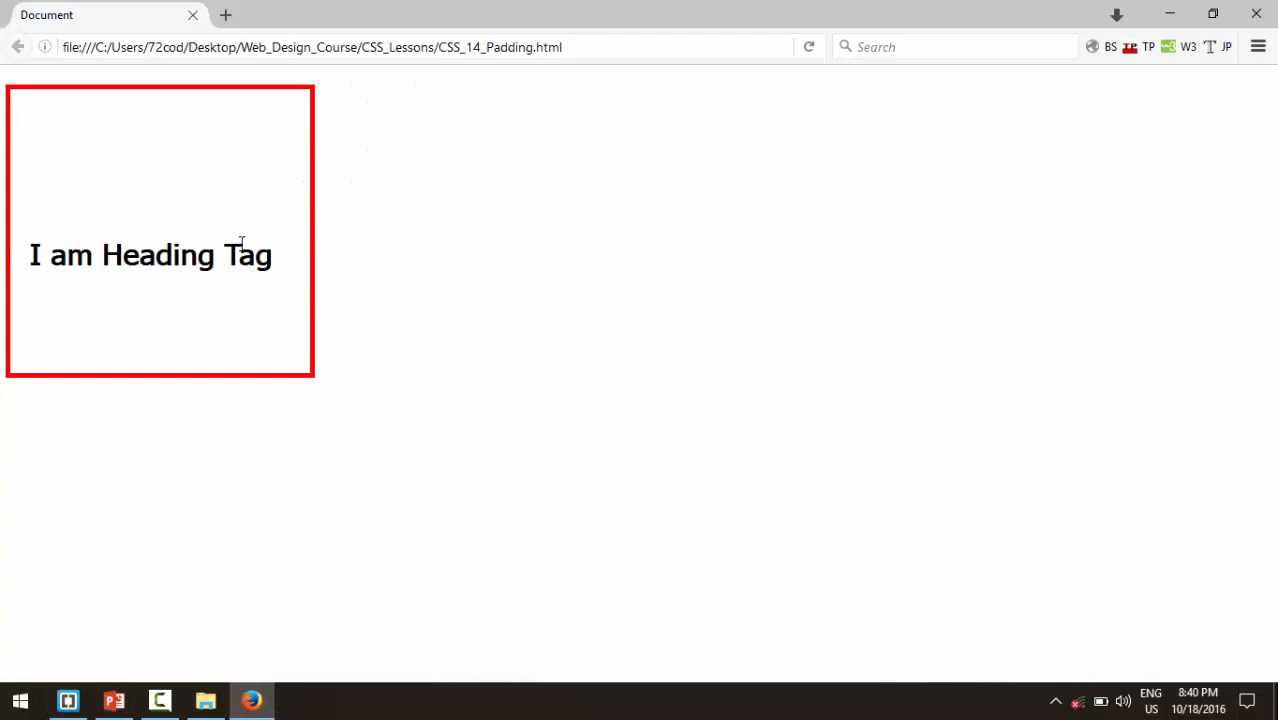 Document
file:///C:/Users/72cod/Desktop/Web_Design_Course/CSS_Lessons/CSS_14_Padding.html
Search
BS TP W3 JP
I am Heading Tag
ENG 8:40 PM
US 10/18/2016